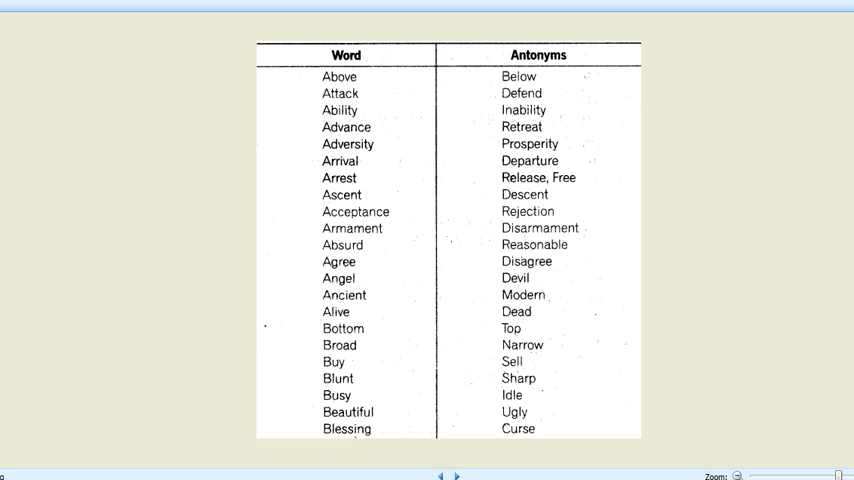 Word Antonyms
Above Below
Attack Defend
Ability Inability
Advance Retreat
Adversity Prosperity
Arrival Departure
Arrest Release, Free
Ascent Descent
Acceptance Rejection
Armament Disarmament
Absurd Reasonable
Agree Disagree
Angel Devil
Ancient Modern
Alive Dead
Bottom Top
Broad Narrow
Buy Sell
Blunt Sharp
Busy Idle
Beautiful Ugly
Blessing Curse
Zoom: